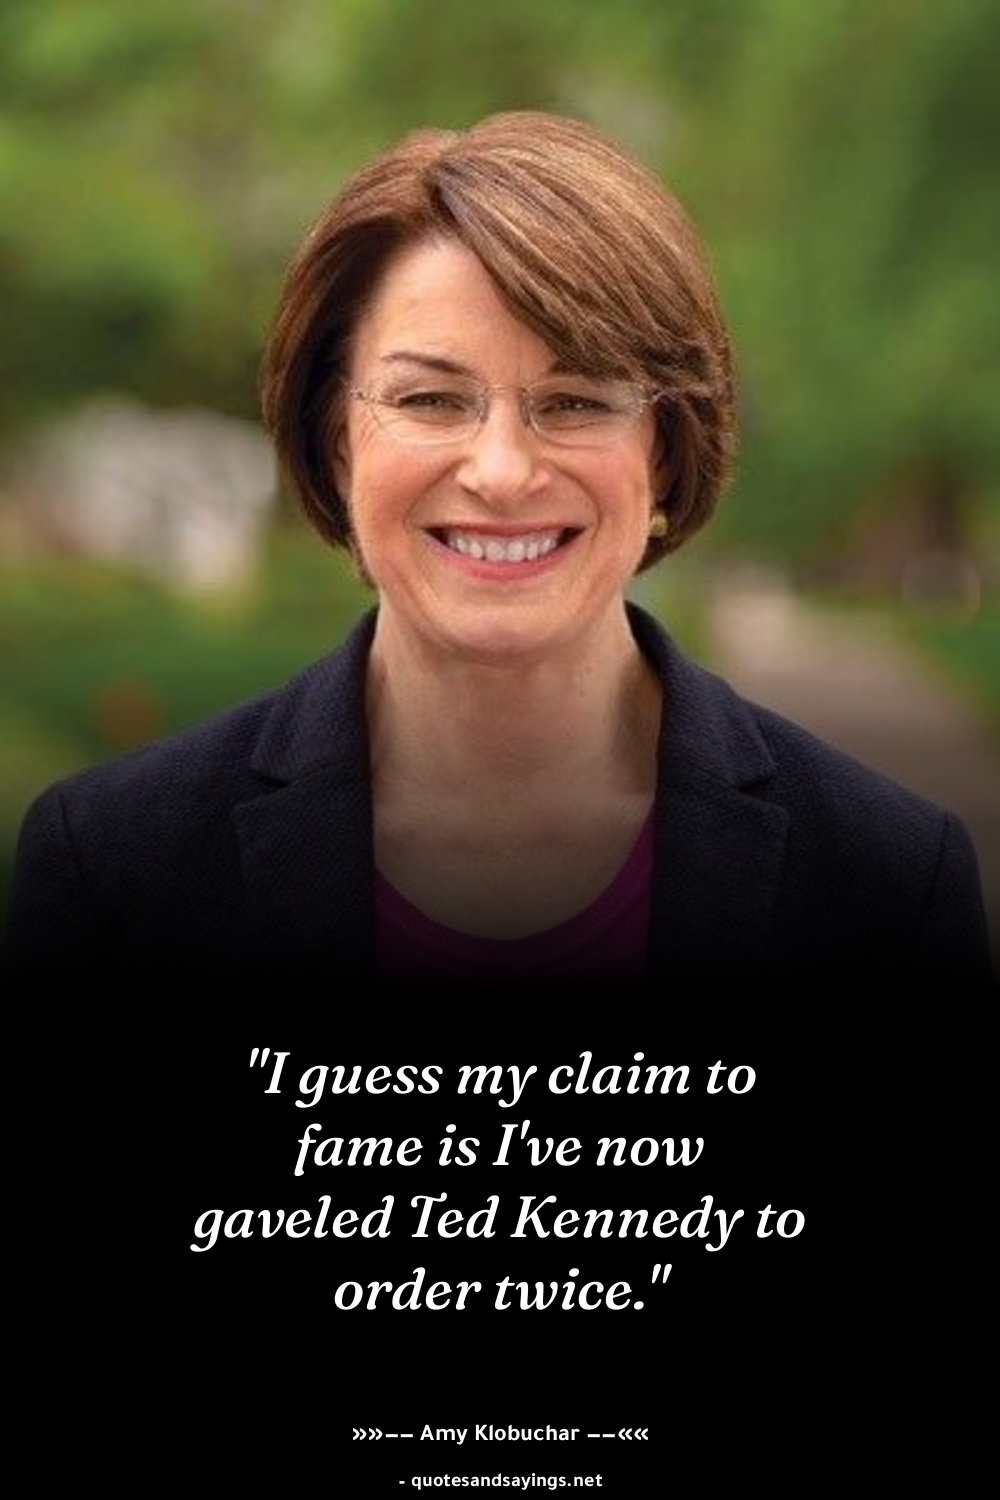 "I guess my claim to
fame is I've now
gaveled Ted Kennedy to
order twice."
»»–– Amy Klobuchar ––««
- quotesandsayings.net